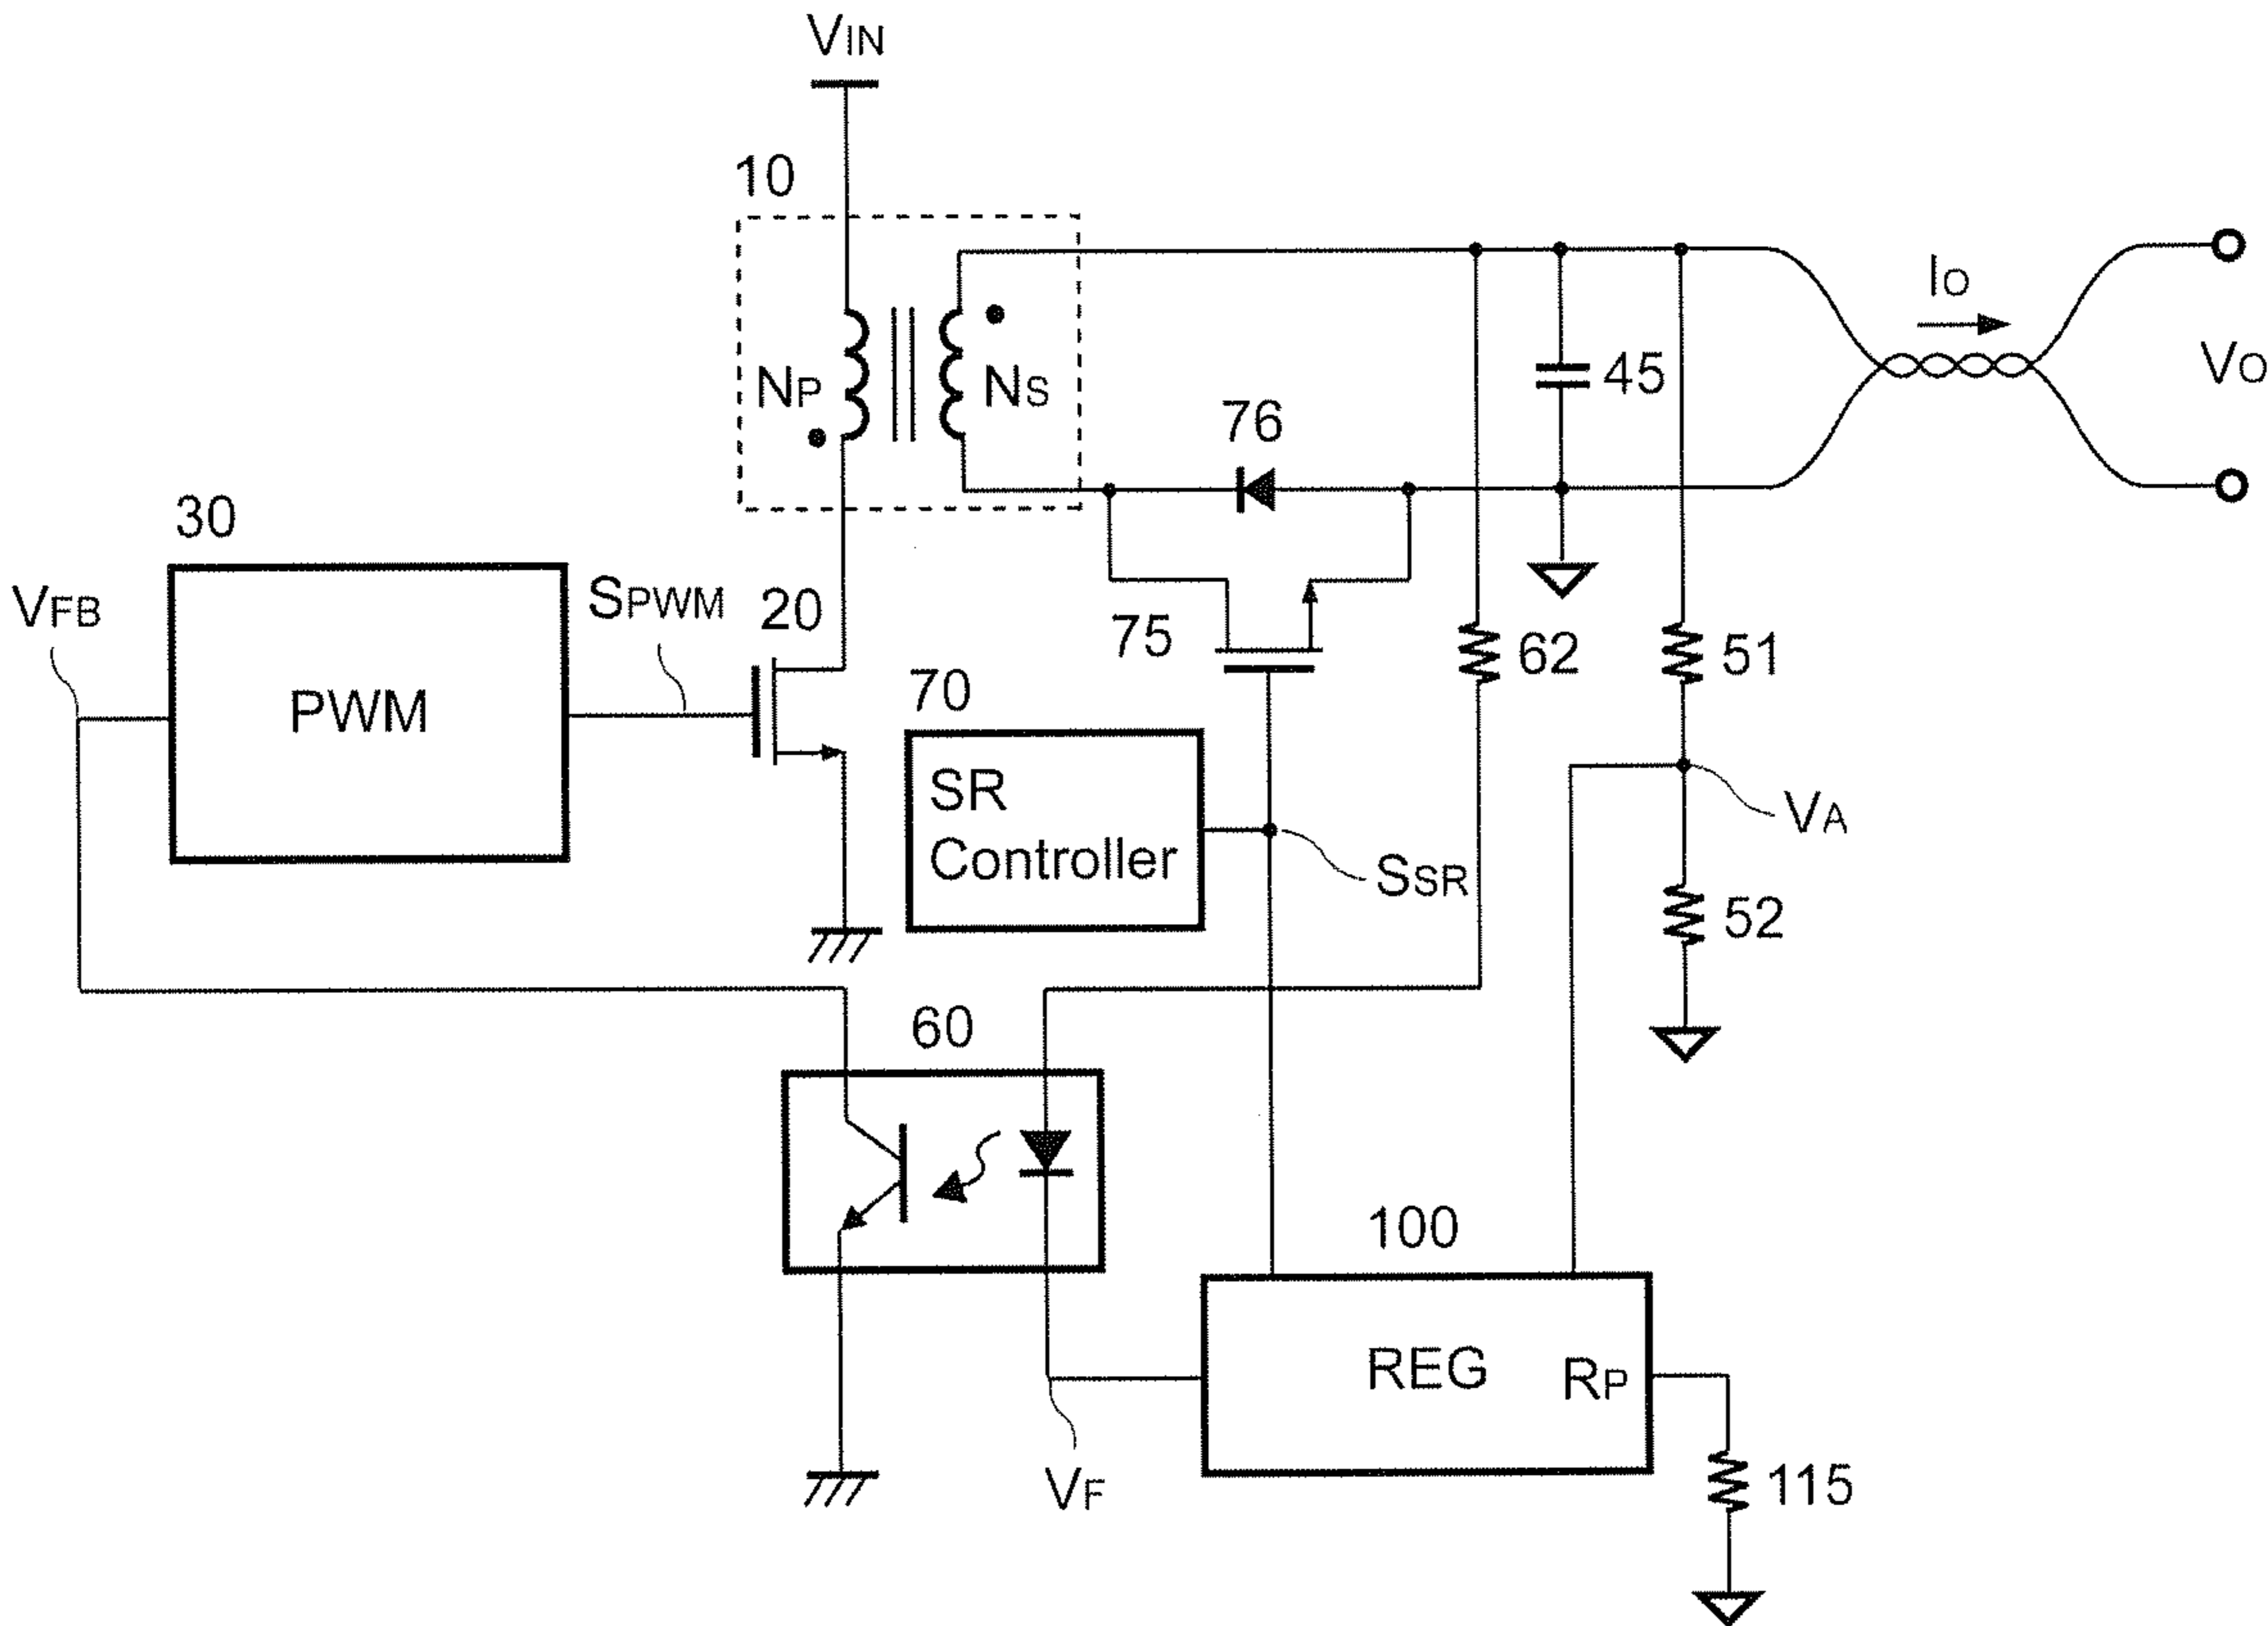 VIN
10
IO
VO
NP
NS
45
76
30
VFB
SPWM
20
75
62
51
70
PWM
SR
Controller
VA
SSR
52
60
100
REG
RP
VF
115